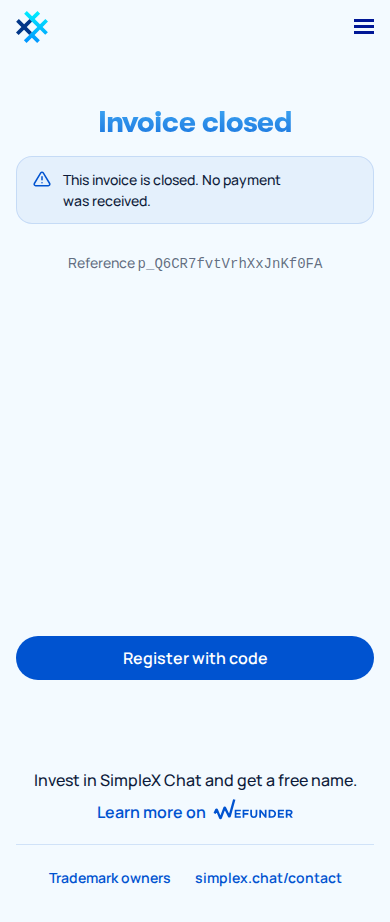 Invoice closed
This invoice is closed. No payment
was received.
Reference p_Q6CR7fvtVrhXxJnKf0FA
Register with code
Invest in SimpleX Chat and get a free name.
Learn more on WEFUNDER
Trademark owners simplex.chat/contact